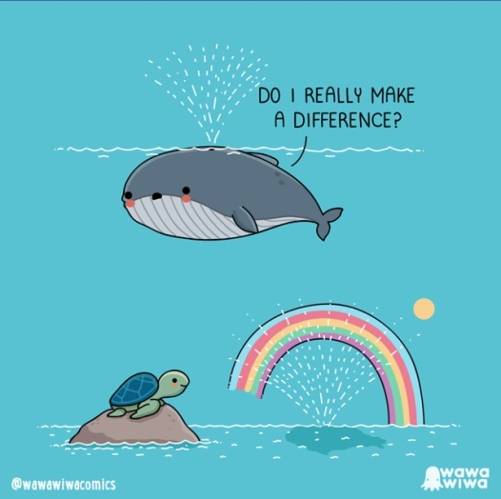 DO I REALLY MAKE
A DIFFERENCE?
@wawawiwacomics
wawa
wiwa